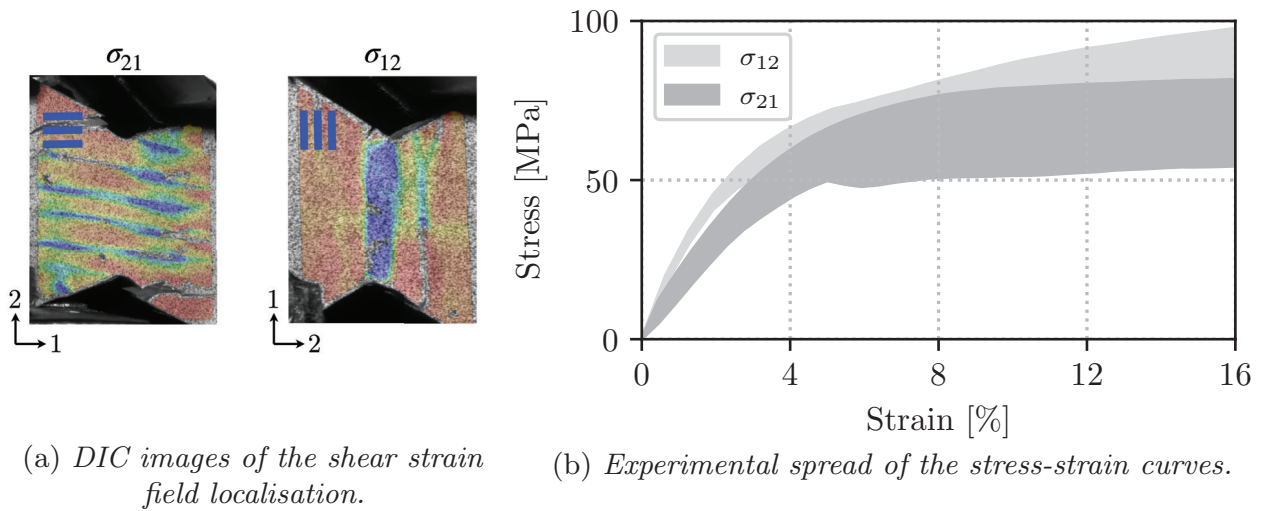 σ21
2
1
σ12
1
2
(a) DIC images of the shear strain
field localisation.
100
50
0
Stress [MPa]
σ12
σ21
0 4 8 12 16
Strain [%]
(b) Experimental spread of the stress-strain curves.